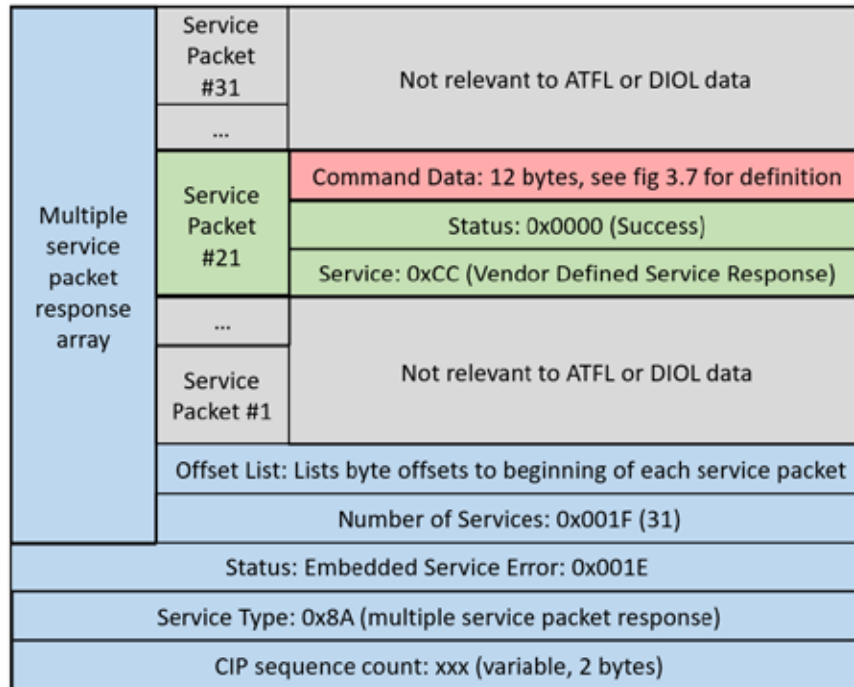 Multiple
service
packet
response
array
Service
Packet
#31
Not relevant to ATFL or DIOL data
...
Service
Packet
#21
Command Data: 12 bytes, see fig 3.7 for definition
Status: 0x0000 (Success)
Service: 0xCC (Vendor Defined Service Response)
...
Service
Packet #1
Not relevant to ATFL or DIOL data
Offset List: Lists byte offsets to beginning of each service packet
Number of Services: 0x001F (31)
Status: Embedded Service Error: 0x001E
Service Type: 0x8A (multiple service packet response)
CIP sequence count: xxx (variable, 2 bytes)